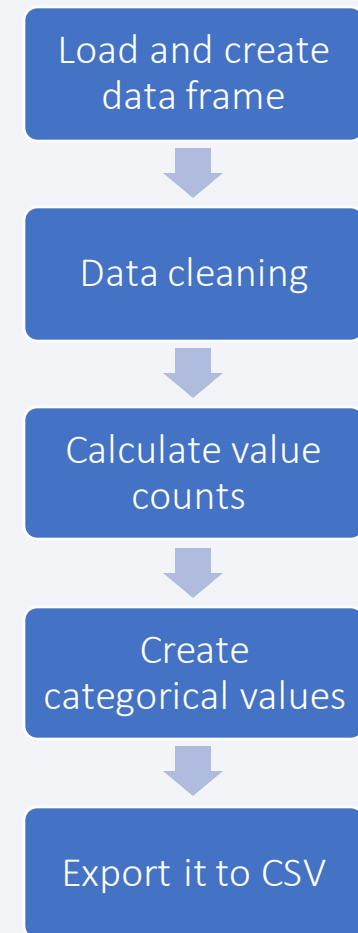 Load and create
data frame
Data cleaning
Calculate value
counts
Create
categorical values
Export it to CSV